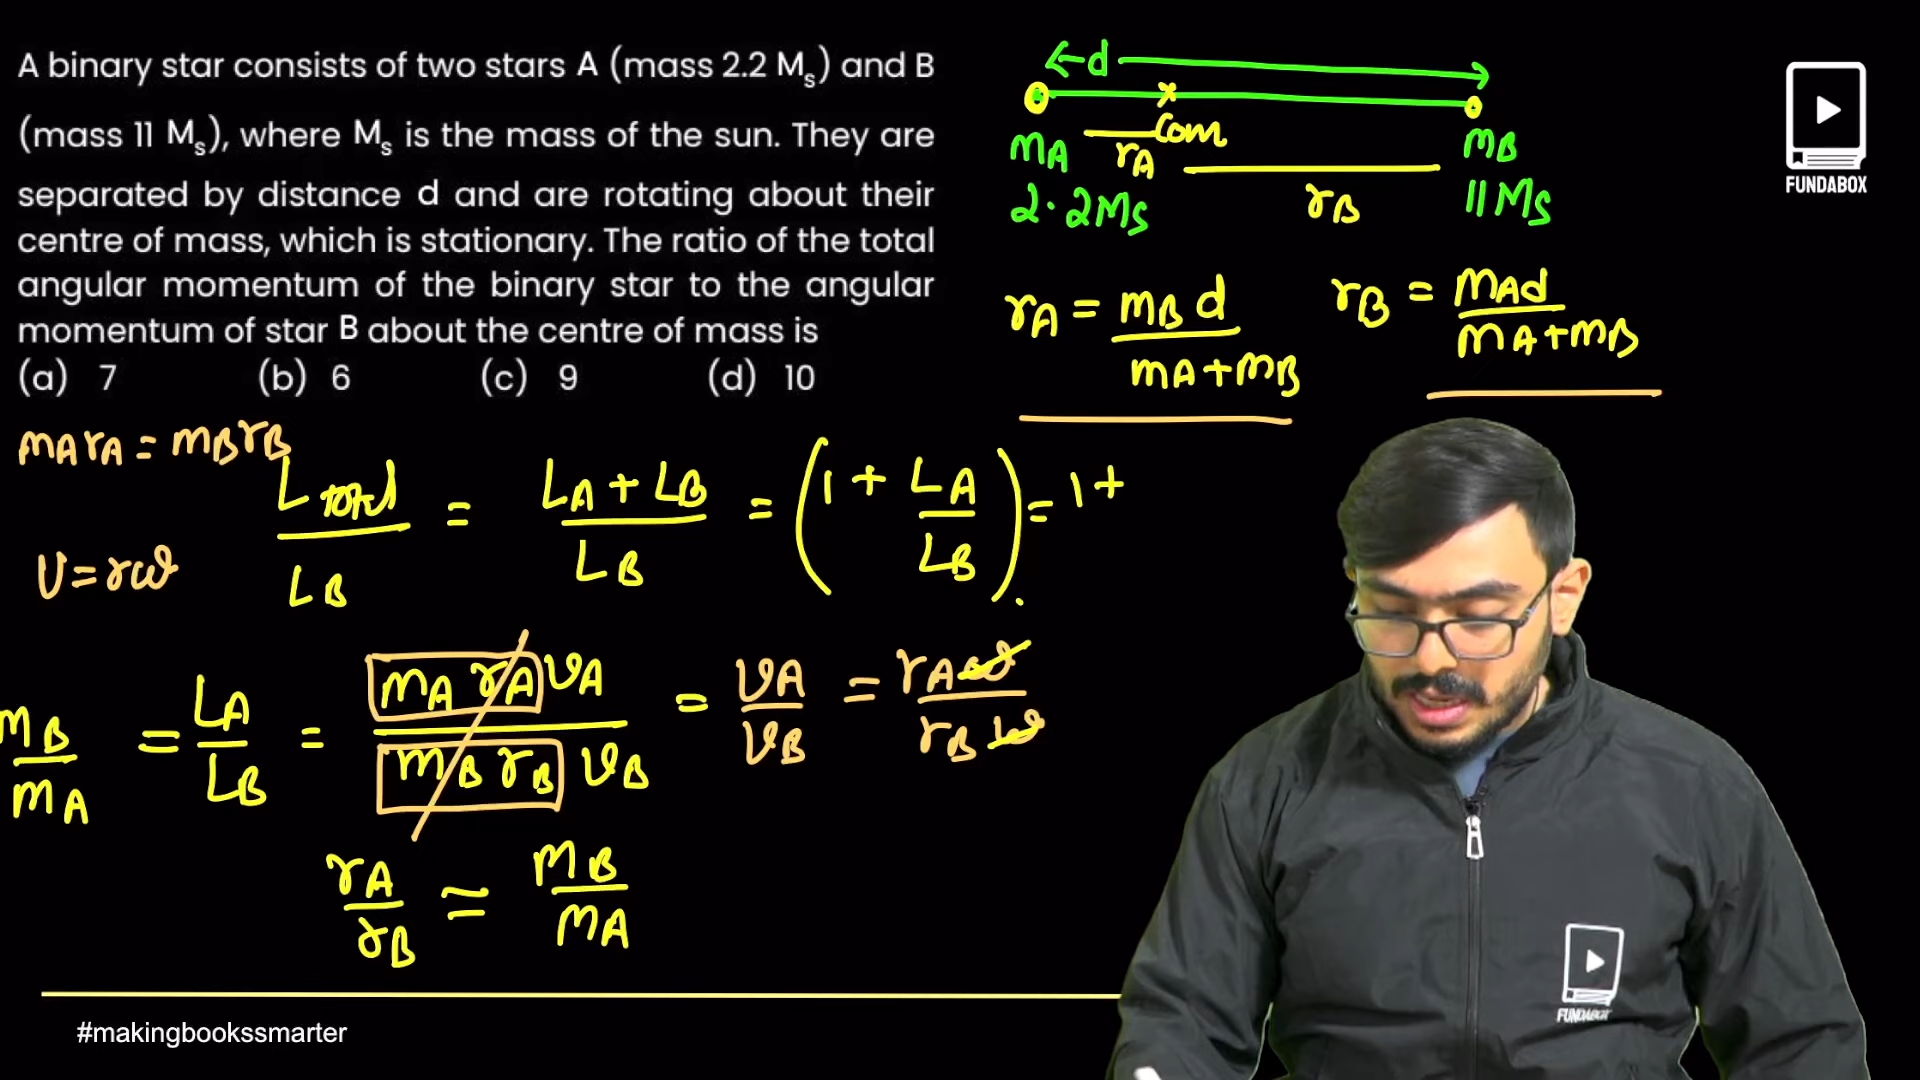 A binary star consists of two stars A (mass 2.2 Mₛ) and B
(mass 11 Mₛ), where Mₛ is the mass of the sun. They are
separated by distance d and are rotating about their
centre of mass, which is stationary. The ratio of the total
angular momentum of the binary star to the angular
momentum of star B about the centre of mass is
(a) 7 (b) 6 (c) 9 (d) 10
d
com
mA rA mB
2.2Ms rB 11Ms
rA = mB d / mA+mB rB = mAd / mA+mB
mArA = mBrB
L total / LB = LA + LB / LB = (1 + LA / LB) = 1 +
v = rω
mB / mA = LA / LB = mA rA vA / mB rB vB = vA / vB = rAω / rBω
rA / rB = mB / mA
FUNDABOX
FUNDABOX
#makingbookssmarter